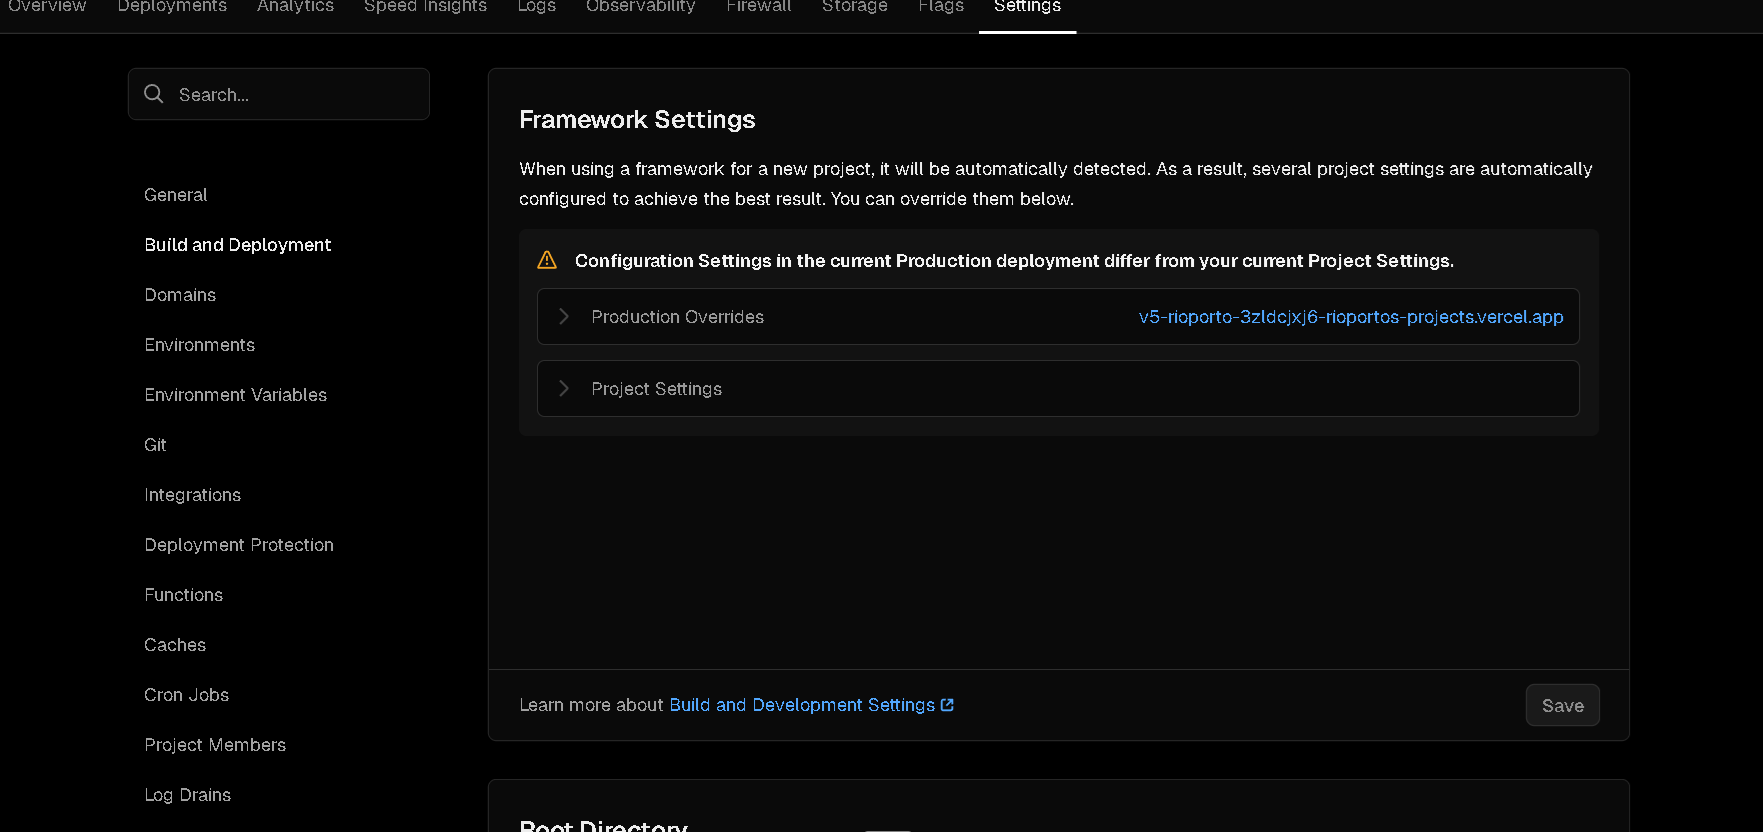 Overview Deployments Analytics Speed Insights Logs Observability Firewall Storage Flags Settings
Search...
General
Build and Deployment
Domains
Environments
Environment Variables
Git
Integrations
Deployment Protection
Functions
Caches
Cron Jobs
Project Members
Log Drains
Framework Settings
When using a framework for a new project, it will be automatically detected. As a result, several project settings are automatically
configured to achieve the best result. You can override them below.
Configuration Settings in the current Production deployment differ from your current Project Settings.
Production Overrides v5-rioporto-3zldcjxj6-rioportos-projects.vercel.app
Project Settings
Learn more about Build and Development Settings
Save
Root Directory